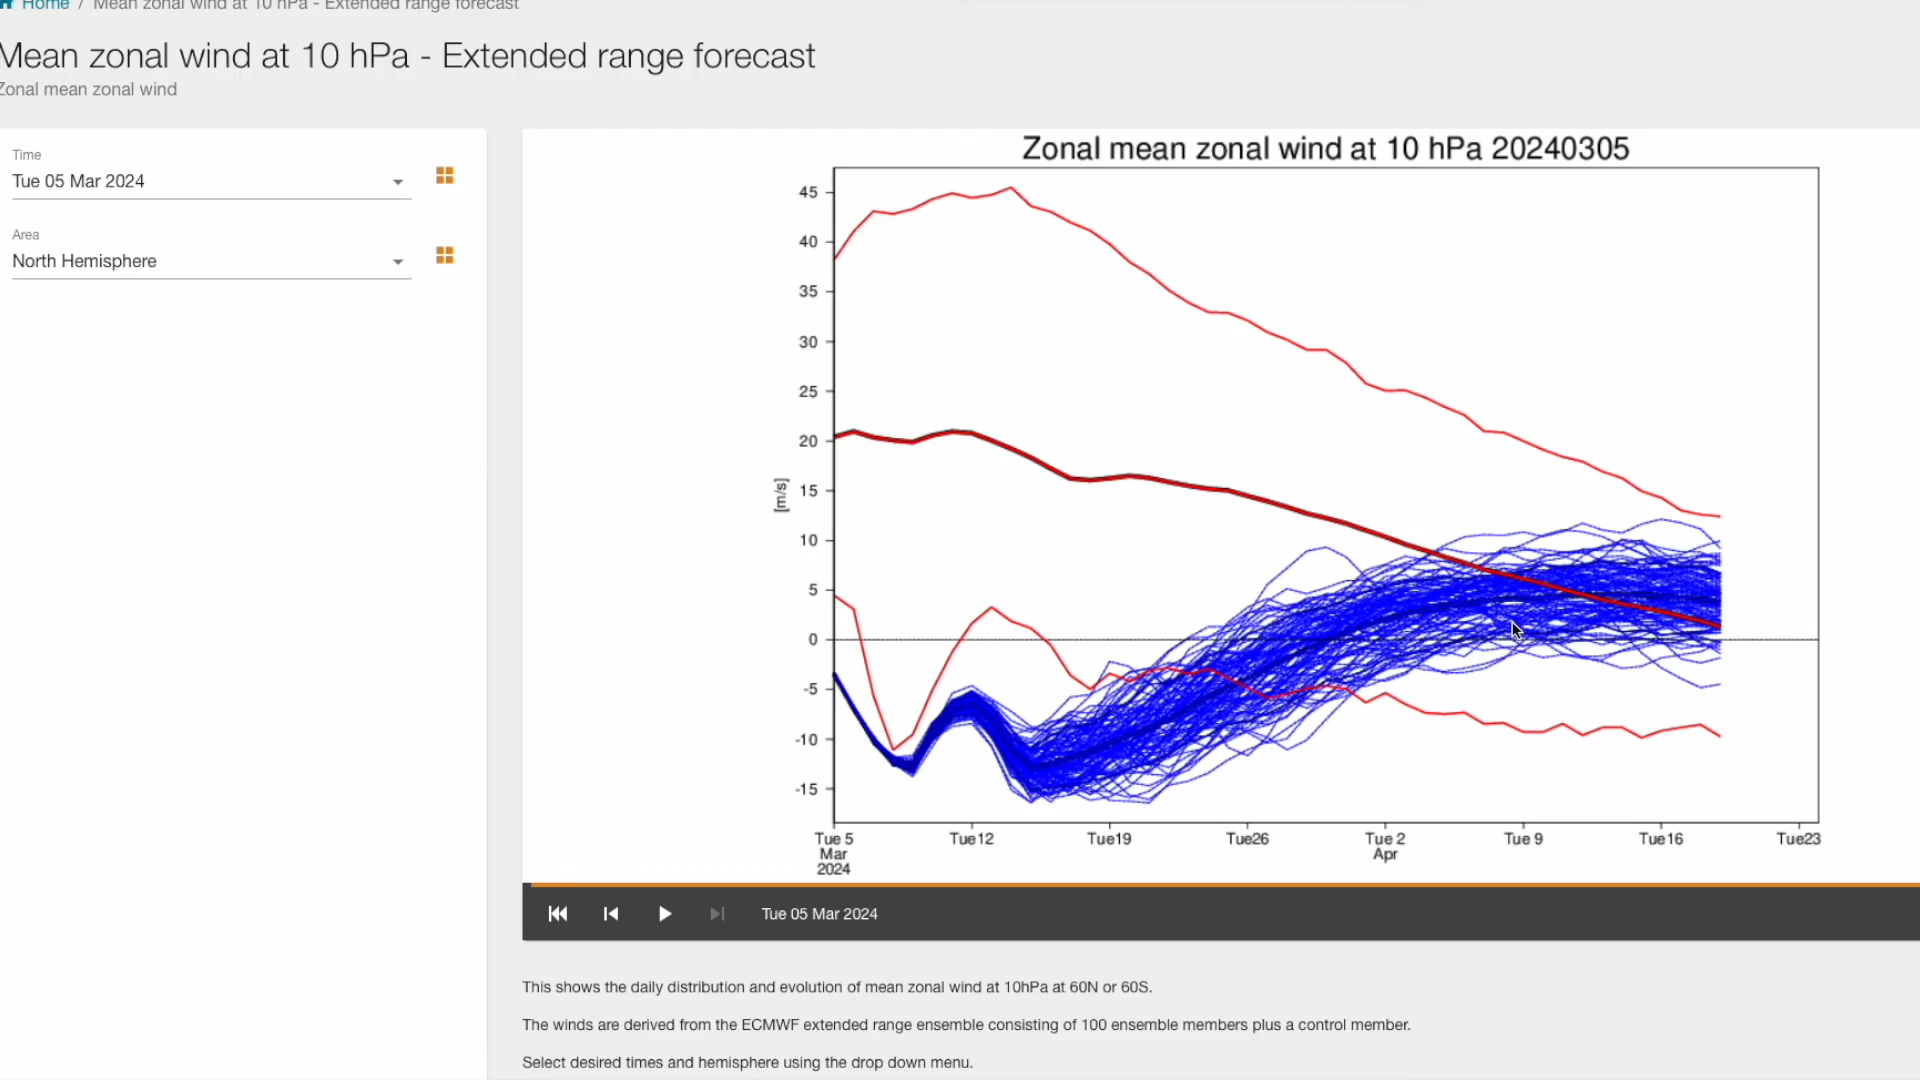 Home / Mean zonal wind at 10 hPa - Extended range forecast
Mean zonal wind at 10 hPa - Extended range forecast
Zonal mean zonal wind
Time
Tue 05 Mar 2024
Area
North Hemisphere
Zonal mean zonal wind at 10 hPa 20240305
45
40
35
30
25
20
15
10
5
0
-5
-10
-15
[m/s]
Tue 5 Tue12 Tue19 Tue26 Tue 2 Tue 9 Tue16 Tue23
Mar Apr
2024
Tue 05 Mar 2024
This shows the daily distribution and evolution of mean zonal wind at 10hPa at 60N or 60S.
The winds are derived from the ECMWF extended range ensemble consisting of 100 ensemble members plus a control member.
Select desired times and hemisphere using the drop down menu.